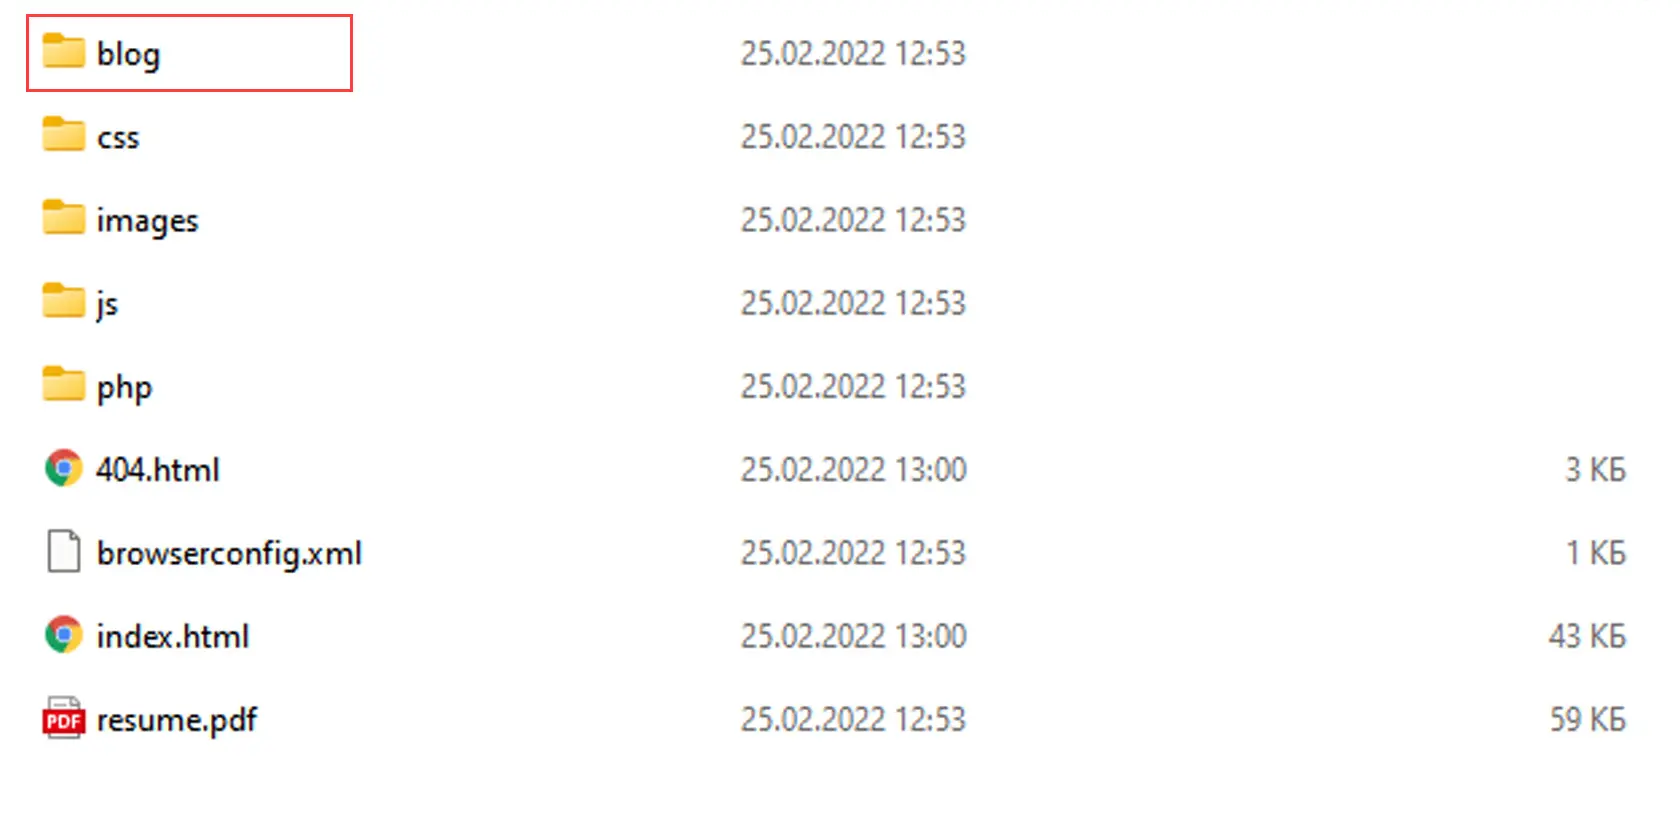 blog 25.02.2022 12:53
css 25.02.2022 12:53
images 25.02.2022 12:53
js 25.02.2022 12:53
php 25.02.2022 12:53
404.html 25.02.2022 13:00 3 КБ
browserconfig.xml 25.02.2022 12:53 1 КБ
index.html 25.02.2022 13:00 43 КБ
PDF resume.pdf 25.02.2022 12:53 59 КБ